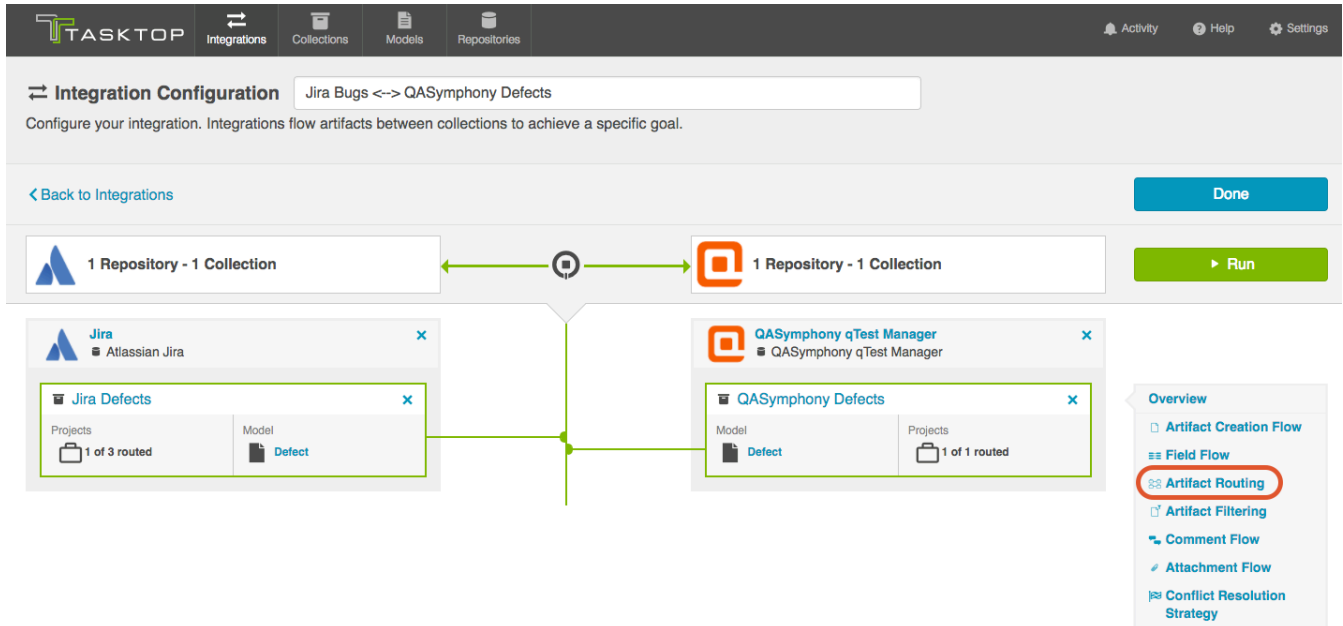 TASKTOP
Integrations
Collections
Models
Repositories
Activity
Help
Settings
Integration Configuration
Jira Bugs <--> QASymphony Defects
Configure your integration. Integrations flow artifacts between collections to achieve a specific goal.
Back to Integrations
Done
1 Repository - 1 Collection
1 Repository - 1 Collection
Run
Jira
Atlassian Jira
QASymphony qTest Manager
QASymphony qTest Manager
Jira Defects
Projects
1 of 3 routed
Model
Defect
QASymphony Defects
Model
Defect
Projects
1 of 1 routed
Overview
Artifact Creation Flow
Field Flow
Artifact Routing
Artifact Filtering
Comment Flow
Attachment Flow
Conflict Resolution
Strategy